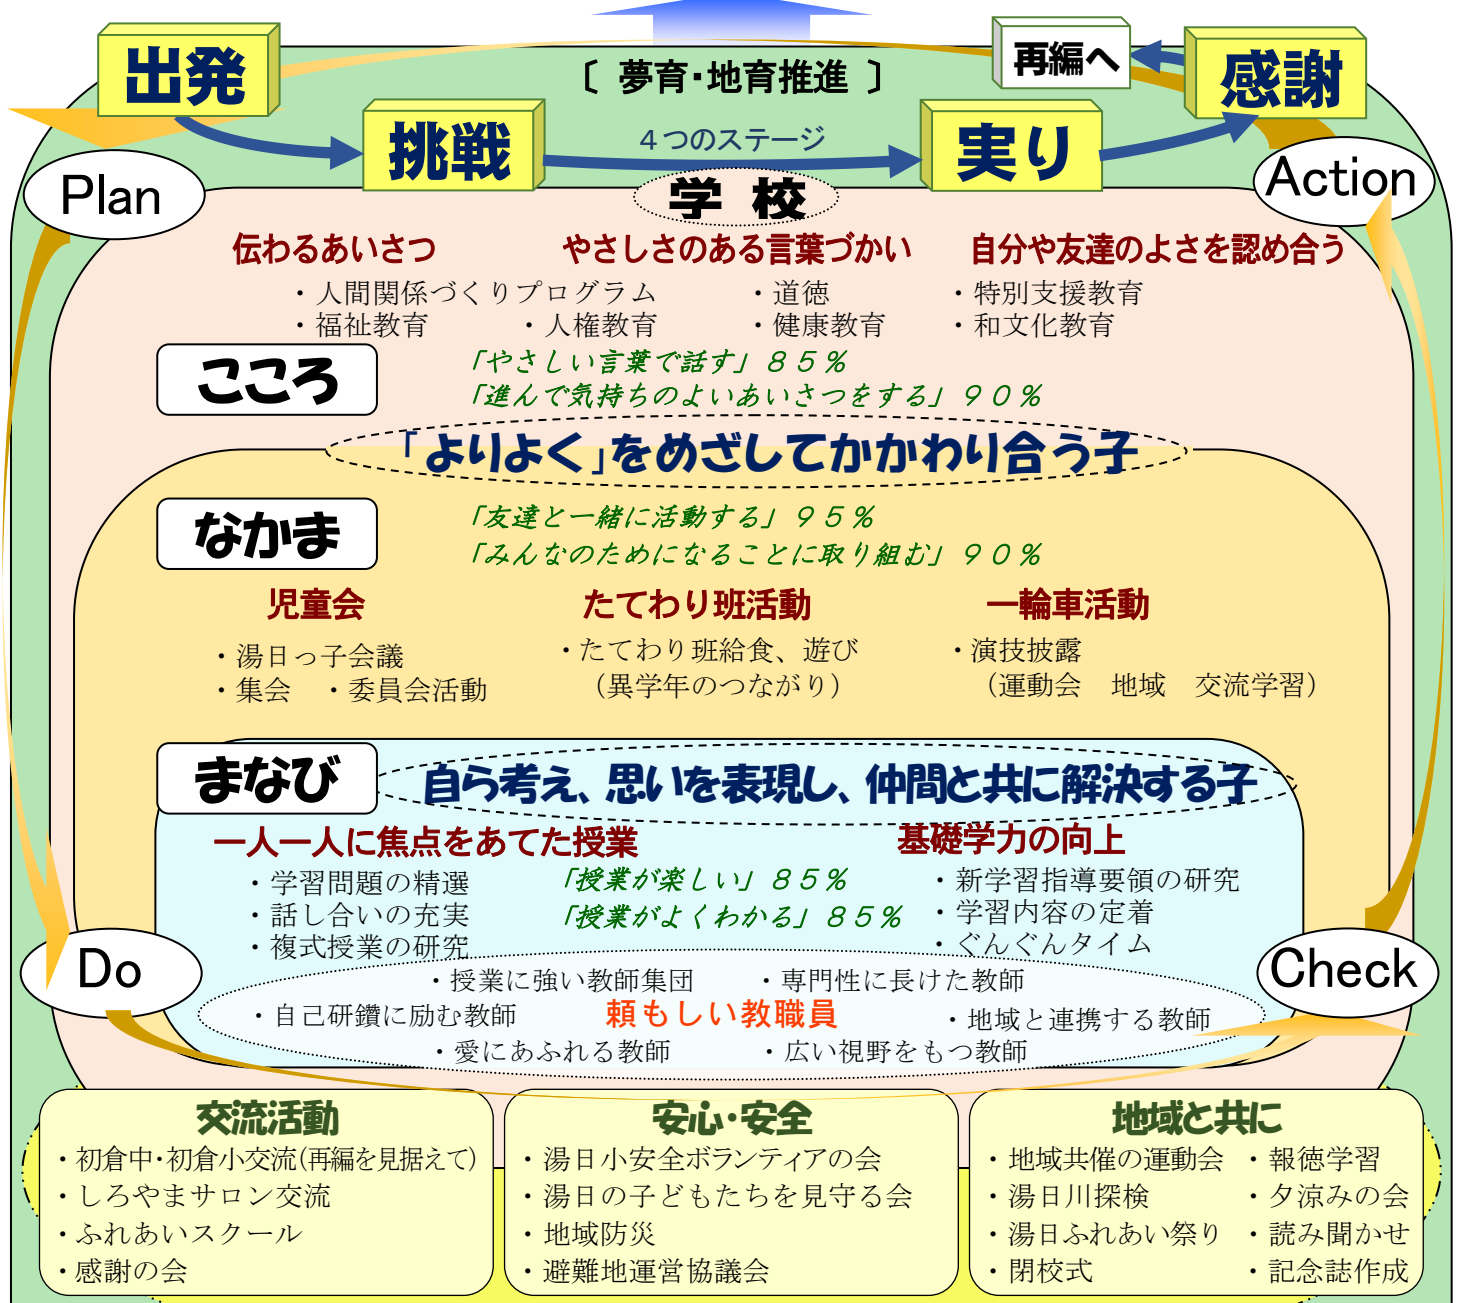 出発
再編へ
感謝
〔 夢育・地育推進 〕
挑戦
４つのステージ
実り
Plan
学 校
Action
伝わるあいさつ
やさしさのある言葉づかい
自分や友達のよさを認め合う
・人間関係づくりプログラム ・道徳 ・特別支援教育
・福祉教育 ・人権教育 ・健康教育 ・和文化教育
こころ
「やさしい言葉で話す」８５％
「進んで気持ちのよいあいさつをする」９０％
「よりよく」をめざしてかかわり合う子
なかま
「友達と一緒に活動する」９５％
「みんなのためになることに取り組む」９０％
児童会
・湯日っ子会議
・集会 ・委員会活動
たてわり班活動
・たてわり班給食、遊び
（異学年のつながり）
一輪車活動
・演技披露
（運動会 地域 交流学習）
まなび
自ら考え、思いを表現し、仲間と共に解決する子
一人一人に焦点をあてた授業
・学習問題の精選
・話し合いの充実
・複式授業の研究
「授業が楽しい」８５％
「授業がよくわかる」８５％
基礎学力の向上
・新学習指導要領の研究
・学習内容の定着
・ぐんぐんタイム
Do
Check
・授業に強い教師集団 ・専門性に長けた教師
・自己研鑽に励む教師 頼もしい教職員 ・地域と連携する教師
・愛にあふれる教師 ・広い視野をもつ教師
交流活動
・初倉中・初倉小交流(再編を見据えて)
・しろやまサロン交流
・ふれあいスクール
・感謝の会
安心・安全
・湯日小安全ボランティアの会
・湯日の子どもたちを見守る会
・地域防災
・避難地運営協議会
地域と共に
・地域共催の運動会 ・報徳学習
・湯日川探検 ・夕涼みの会
・湯日ふれあい祭り ・読み聞かせ
・閉校式 ・記念誌作成